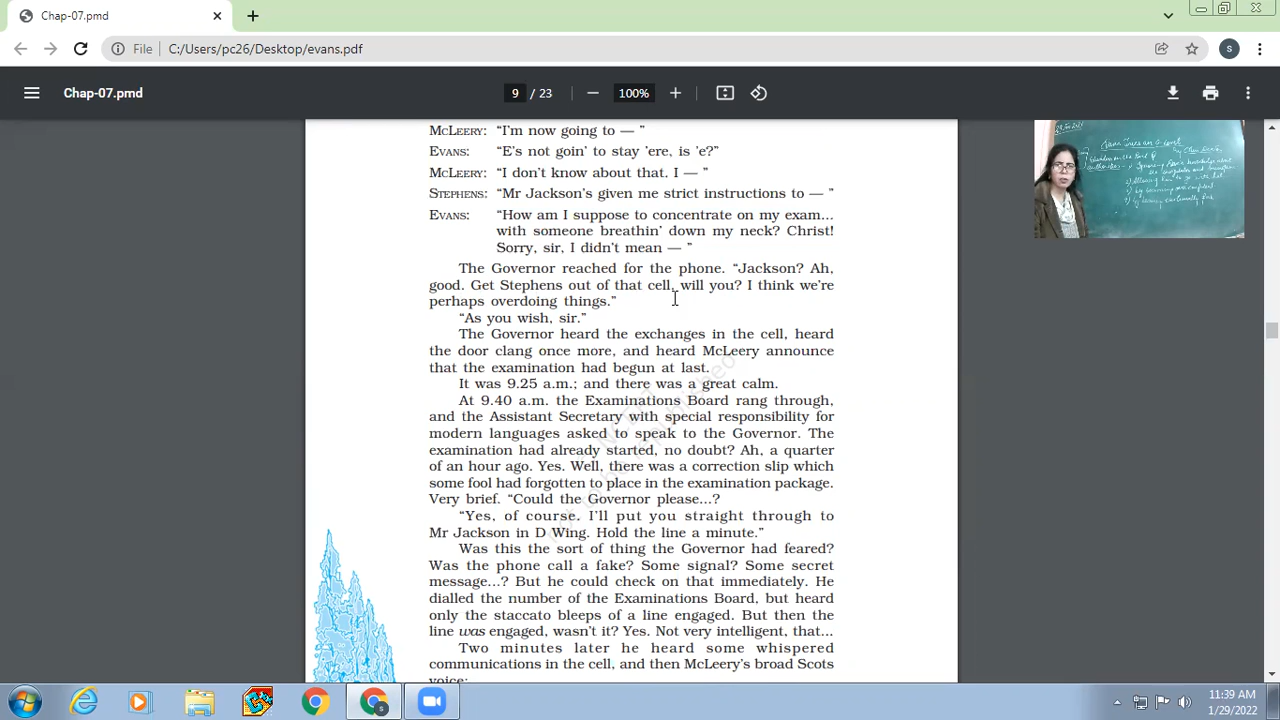 Chap-07.pmd
File C:/Users/pc26/Desktop/evans.pdf
S
Chap-07.pmd
9 / 23
100%
MCLEERY: “I'm now going to — ”
EVANS: “E's not goin' to stay 'ere, is 'e?”
MCLEERY: “I don't know about that. I — ”
STEPHENS: “Mr Jackson's given me strict instructions to — ”
EVANS: “How am I suppose to concentrate on my exam...
with someone breathin' down my neck? Christ!
Sorry, sir, I didn't mean — ”
The Governor reached for the phone. “Jackson? Ah,
good. Get Stephens out of that cell, will you? I think we're
perhaps overdoing things.”
“As you wish, sir.”
The Governor heard the exchanges in the cell, heard
the door clang once more, and heard McLeery announce
that the examination had begun at last.
It was 9.25 a.m.; and there was a great calm.
At 9.40 a.m. the Examinations Board rang through,
and the Assistant Secretary with special responsibility for
modern languages asked to speak to the Governor. The
examination had already started, no doubt? Ah, a quarter
of an hour ago. Yes. Well, there was a correction slip which
some fool had forgotten to place in the examination package.
Very brief. “Could the Governor please...?
“Yes, of course. I'll put you straight through to
Mr Jackson in D Wing. Hold the line a minute.”
Was this the sort of thing the Governor had feared?
Was the phone call a fake? Some signal? Some secret
message...? But he could check on that immediately. He
dialled the number of the Examinations Board, but heard
only the staccato bleeps of a line engaged. But then the
line was engaged, wasn't it? Yes. Not very intelligent, that...
Two minutes later he heard some whispered
communications in the cell, and then McLeery's broad Scots
voice:
11:39 AM
1/29/2022